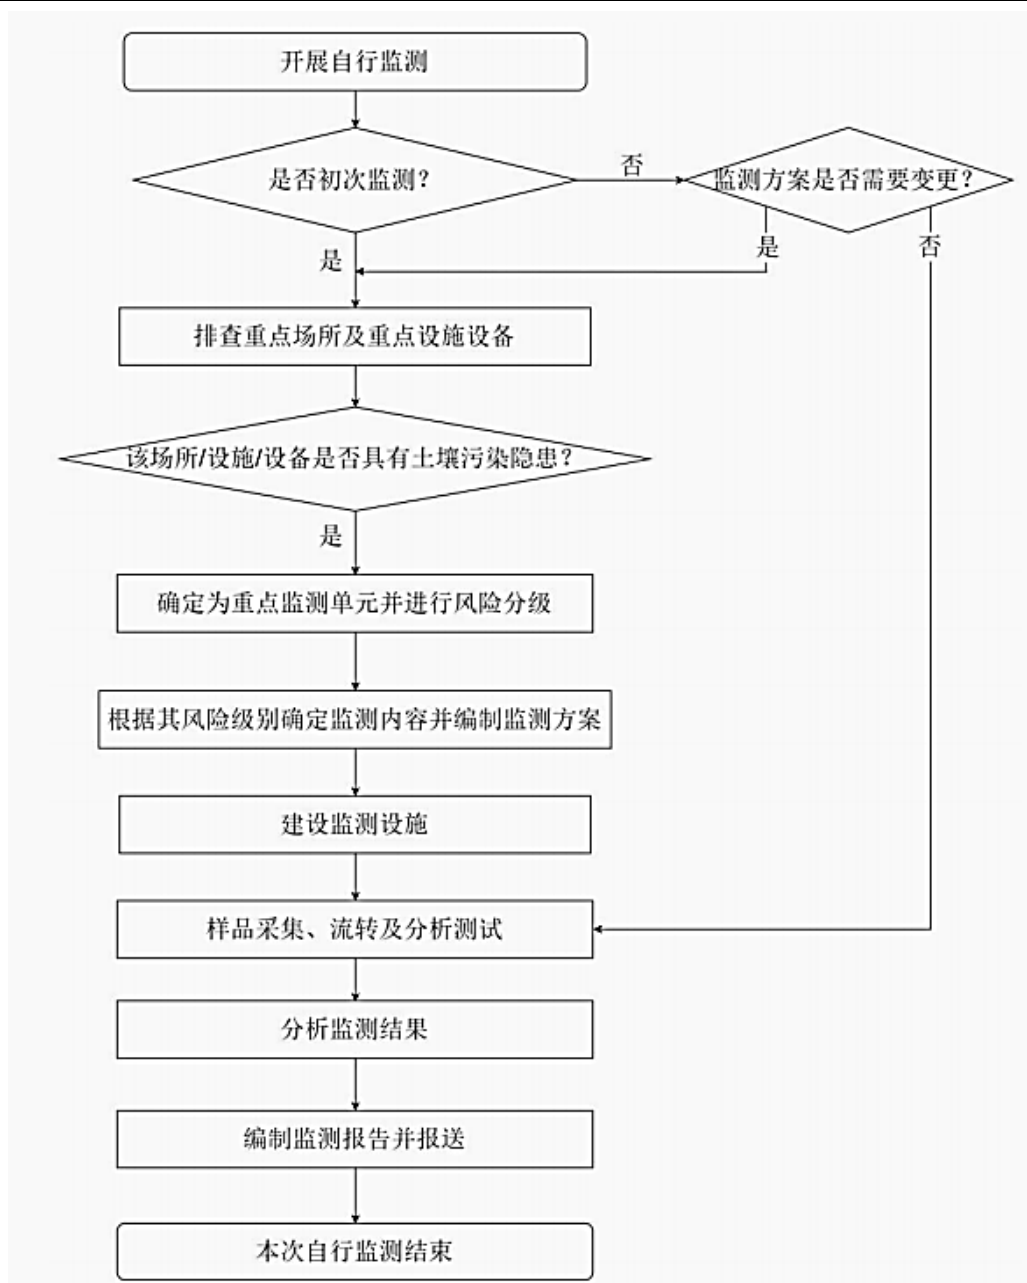 开展自行监测
是否初次监测？
否
监测方案是否需要变更？
是
是
否
排查重点场所及重点设施设备
该场所/设施/设备是否具有土壤污染隐患？
是
确定为重点监测单元并进行风险分级
根据其风险级别确定监测内容并编制监测方案
建设监测设施
样品采集、流转及分析测试
分析监测结果
编制监测报告并报送
本次自行监测结束